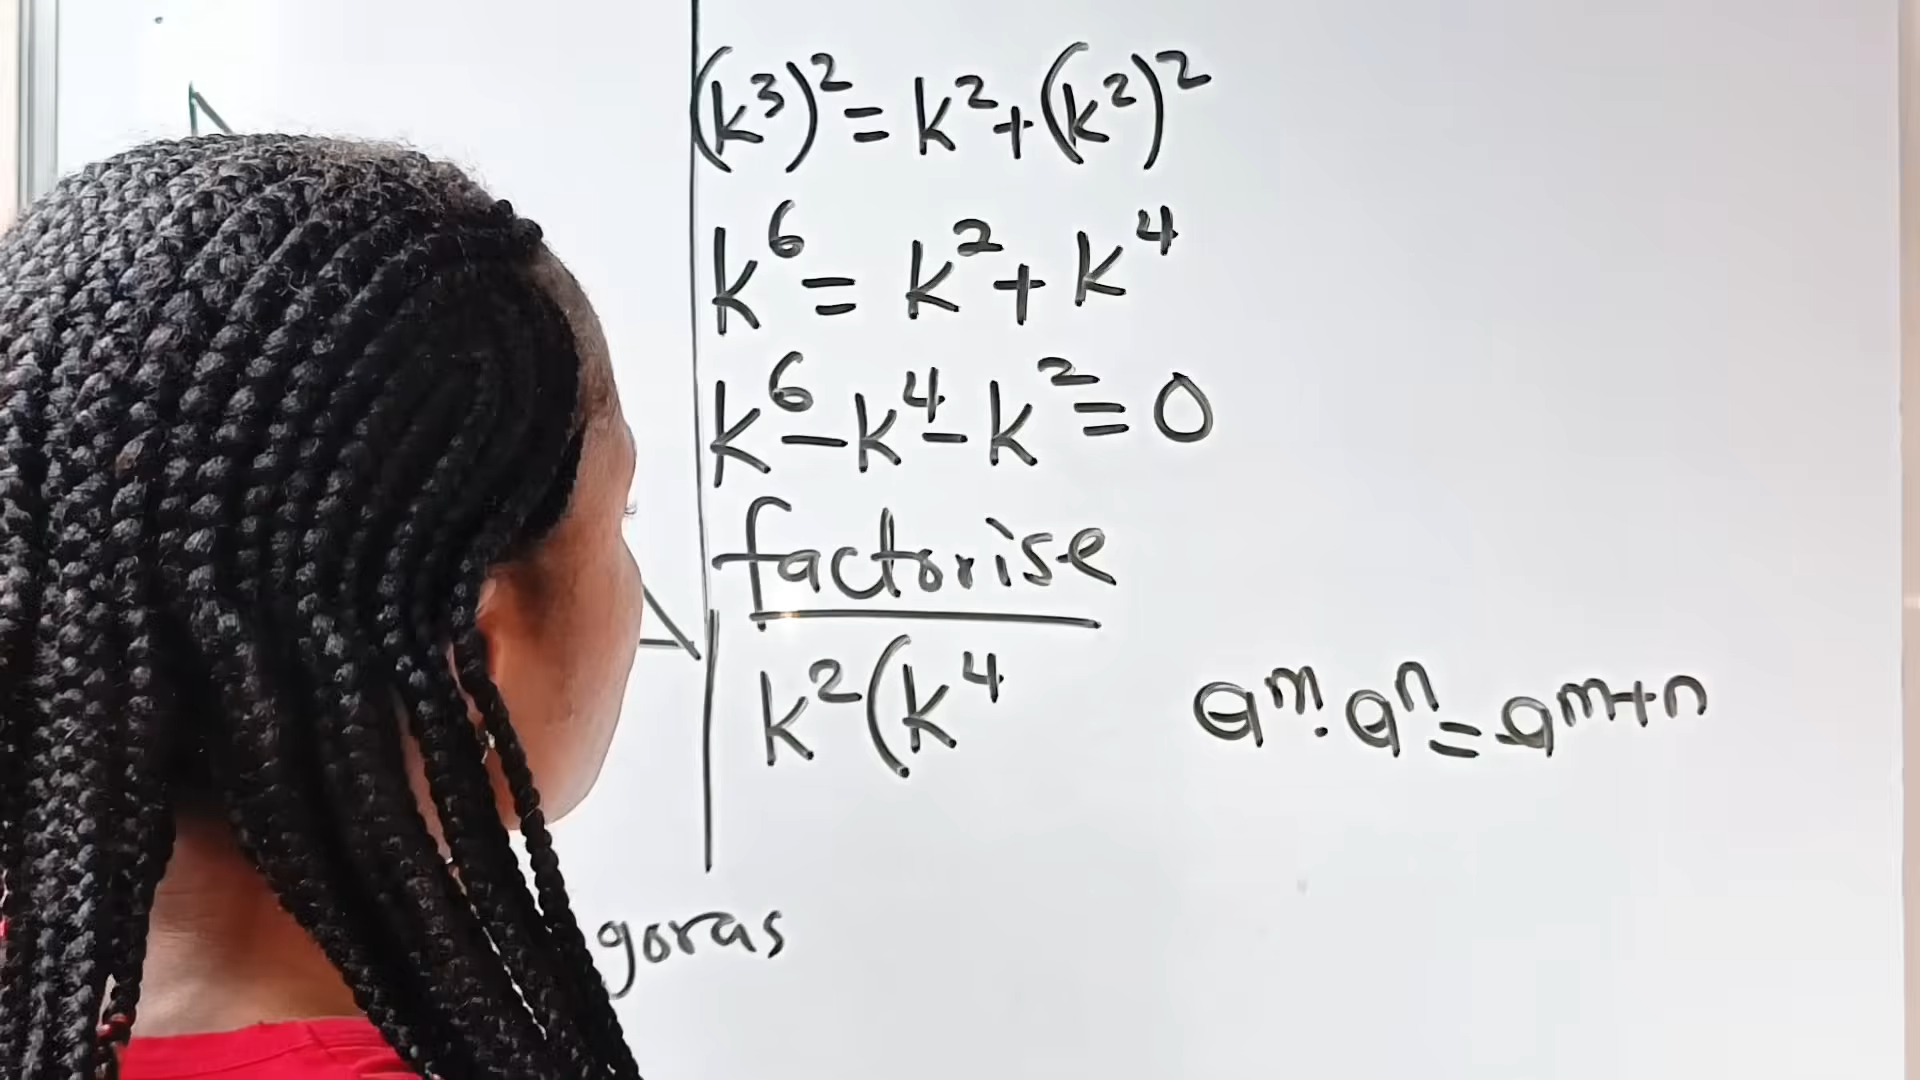 (k³)² = k² + (k²)²
k⁶ = k² + k⁴
k⁶ - k⁴ - k² = 0
factorise
k²(k⁴
aᵐ · aⁿ = aᵐ⁺ⁿ
goras